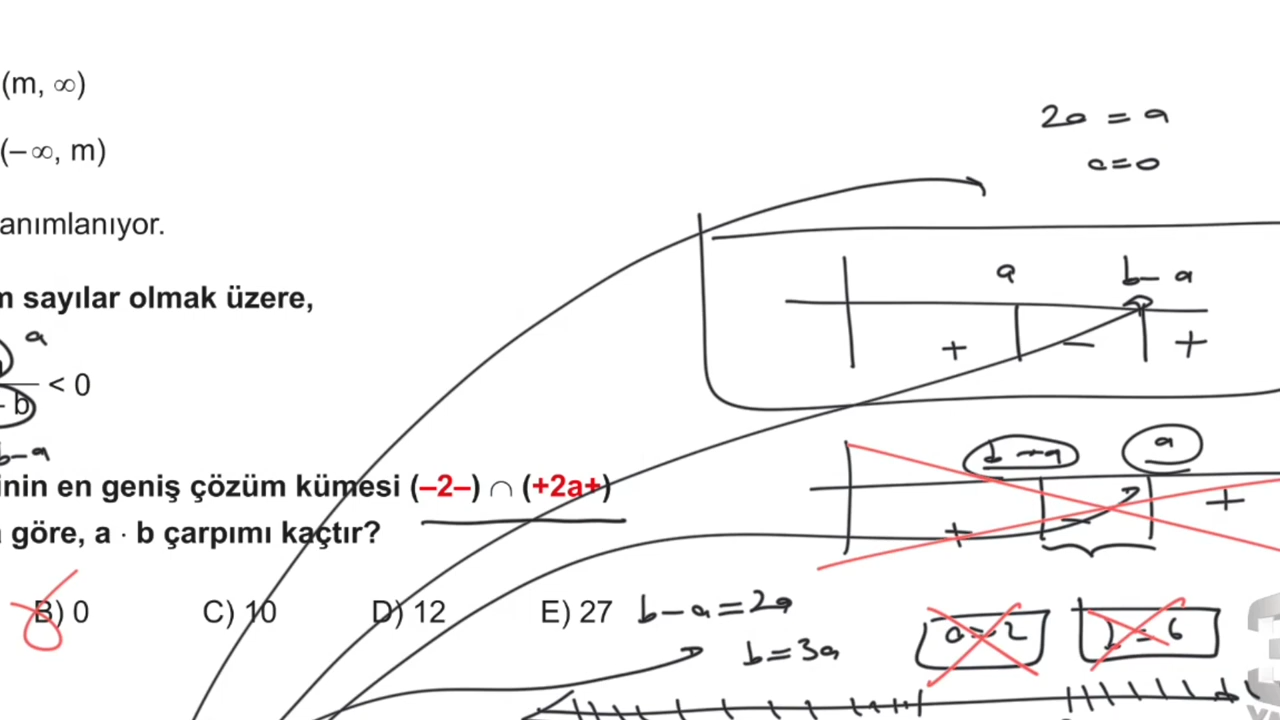 (m, ∞)
(–∞, m)
anımlanıyor.
m sayılar olmak üzere,
a
< 0
- b
b-a
inin en geniş çözüm kümesi (–2–) ∩ (+2a+)
göre, a · b çarpımı kaçtır?
B) 0 C) 10 D) 12 E) 27
2a = a
a=0
a b-a
+ - +
b-a a
+ - +
b-a=2a
b=3a
a=2 b=6